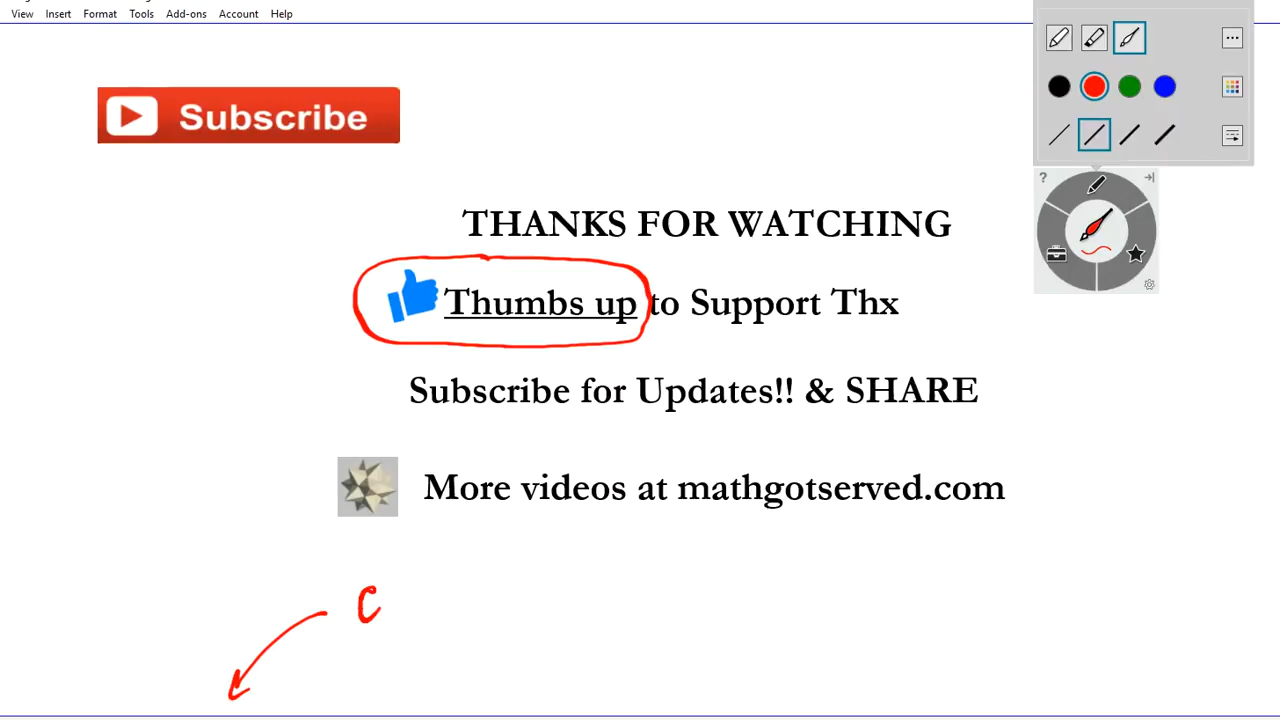 View Insert Format Tools Add-ons Account Help
Subscribe
THANKS FOR WATCHING
Thumbs up to Support Thx
Subscribe for Updates!! & SHARE
More videos at mathgotserved.com
C
?